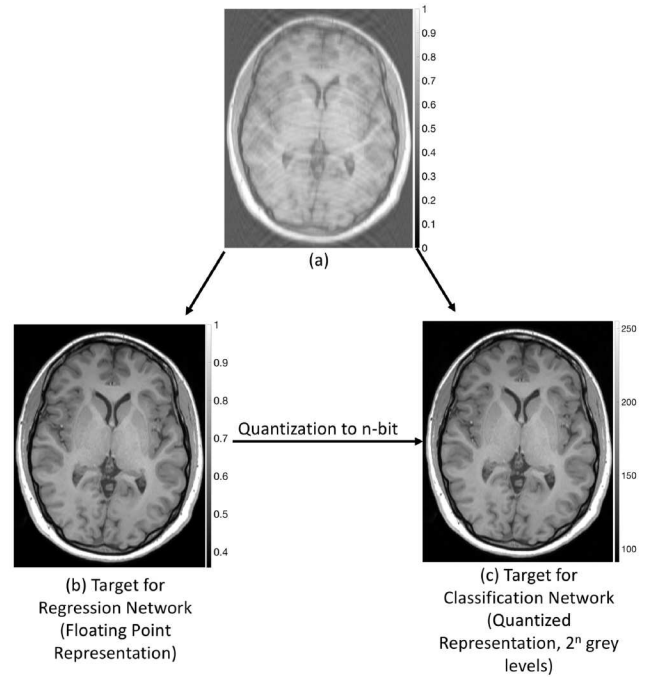 1
0.9
0.8
0.7
0.6
0.5
0.4
0.3
0.2
0.1
0
(a)
1
0.9
0.8
0.7
0.6
0.5
0.4
Quantization to n-bit
250
200
150
100
(b) Target for
Regression Network
(Floating Point
Representation)
(c) Target for
Classification Network
(Quantized
Representation, 2ⁿ grey
levels)